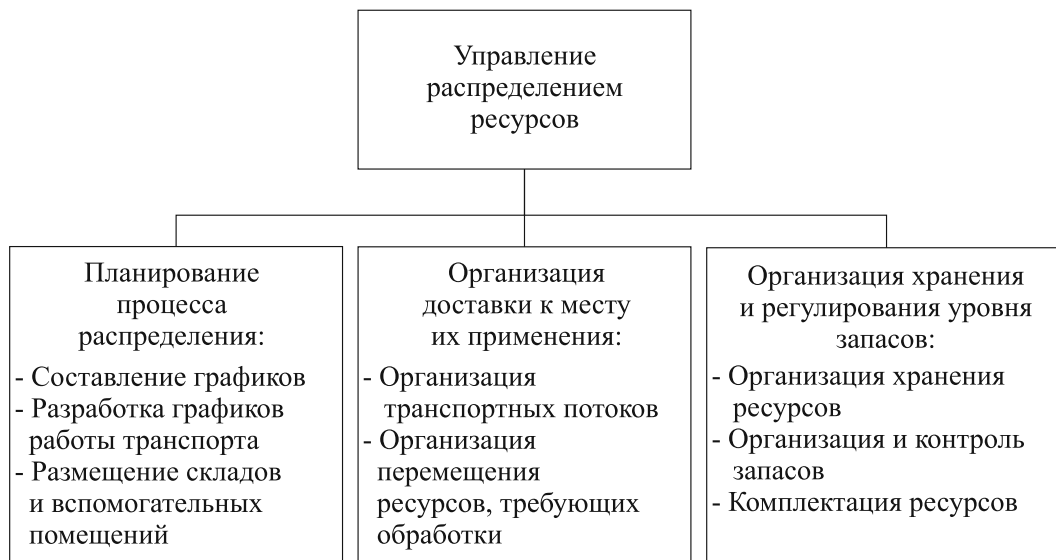 Управление
распределением
ресурсов
Планирование
процесса
распределения:
- Составление графиков
- Разработка графиков
работы транспорта
- Размещение складов
и вспомогательных
помещений
Организация
доставки к месту
их применения:
- Организация
транспортных потоков
- Организация
перемещения
ресурсов, требующих
обработки
Организация хранения
и регулирования уровня
запасов:
- Организация хранения
ресурсов
- Организация и контроль
запасов
- Комплектация ресурсов